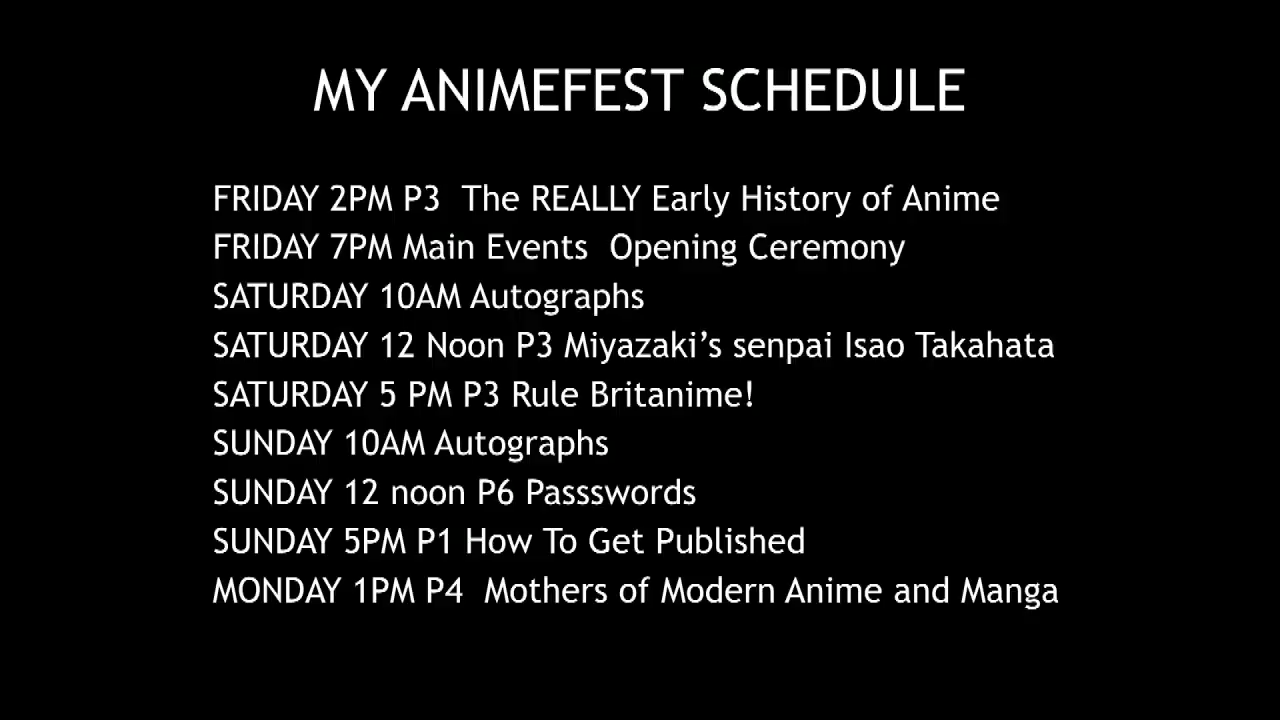 MY ANIMEFEST SCHEDULE
FRIDAY 2PM P3  The REALLY Early History of Anime
FRIDAY 7PM Main Events  Opening Ceremony
SATURDAY 10AM Autographs
SATURDAY 12 Noon P3 Miyazaki’s senpai Isao Takahata
SATURDAY 5 PM P3 Rule Britanime!
SUNDAY 10AM Autographs
SUNDAY 12 noon P6 Passswords
SUNDAY 5PM P1 How To Get Published
MONDAY 1PM P4  Mothers of Modern Anime and Manga